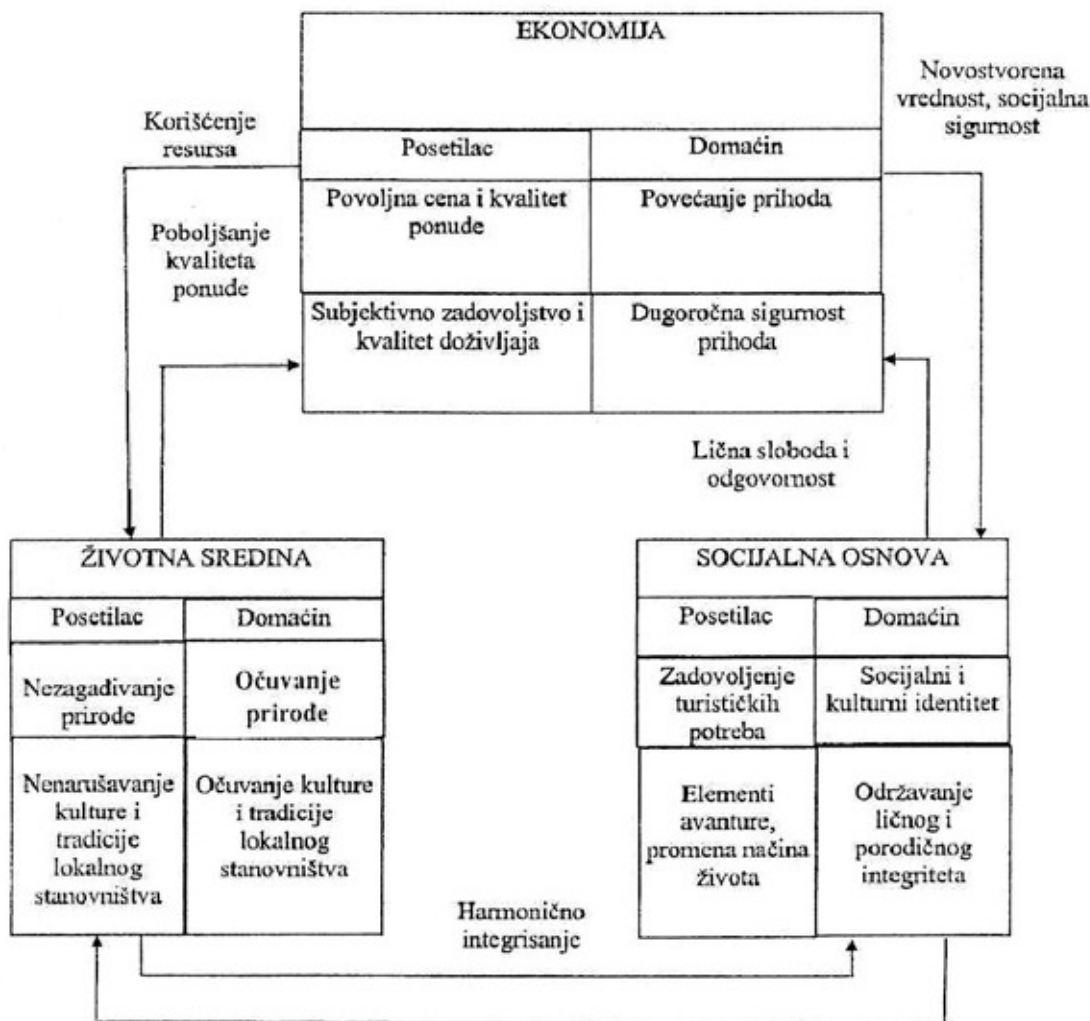 EKONOMIJA
Novostvorena
vrednost, socijalna
sigurnost
Korišćenje
resursa
Posetilac
Domaćin
Povoljna cena i kvalitet
ponude
Povećanje prihoda
Poboljšanje
kvaliteta
ponude
Subjektivno zadovoljstvo i
kvalitet doživljaja
Dugoročna sigurnost
prihoda
Lična sloboda i
odgovornost
ŽIVOTNA SREDINA
Posetilac
Domaćin
Nezagađivanje
prirode
Očuvanje
prirode
Nenarušavanje
kulture i
tradicije
lokalnog
stanovništva
Očuvanje kulture
i tradicije
lokalnog
stanovništva
SOCIJALNA OSNOVA
Posetilac
Domaćin
Zadovoljenje
turističkih
potreba
Socijalni i
kulturni identitet
Elementi
avanture,
promena načina
života
Održavanje
ličnog i
porodičnog
integriteta
Harmonično
integrisanje